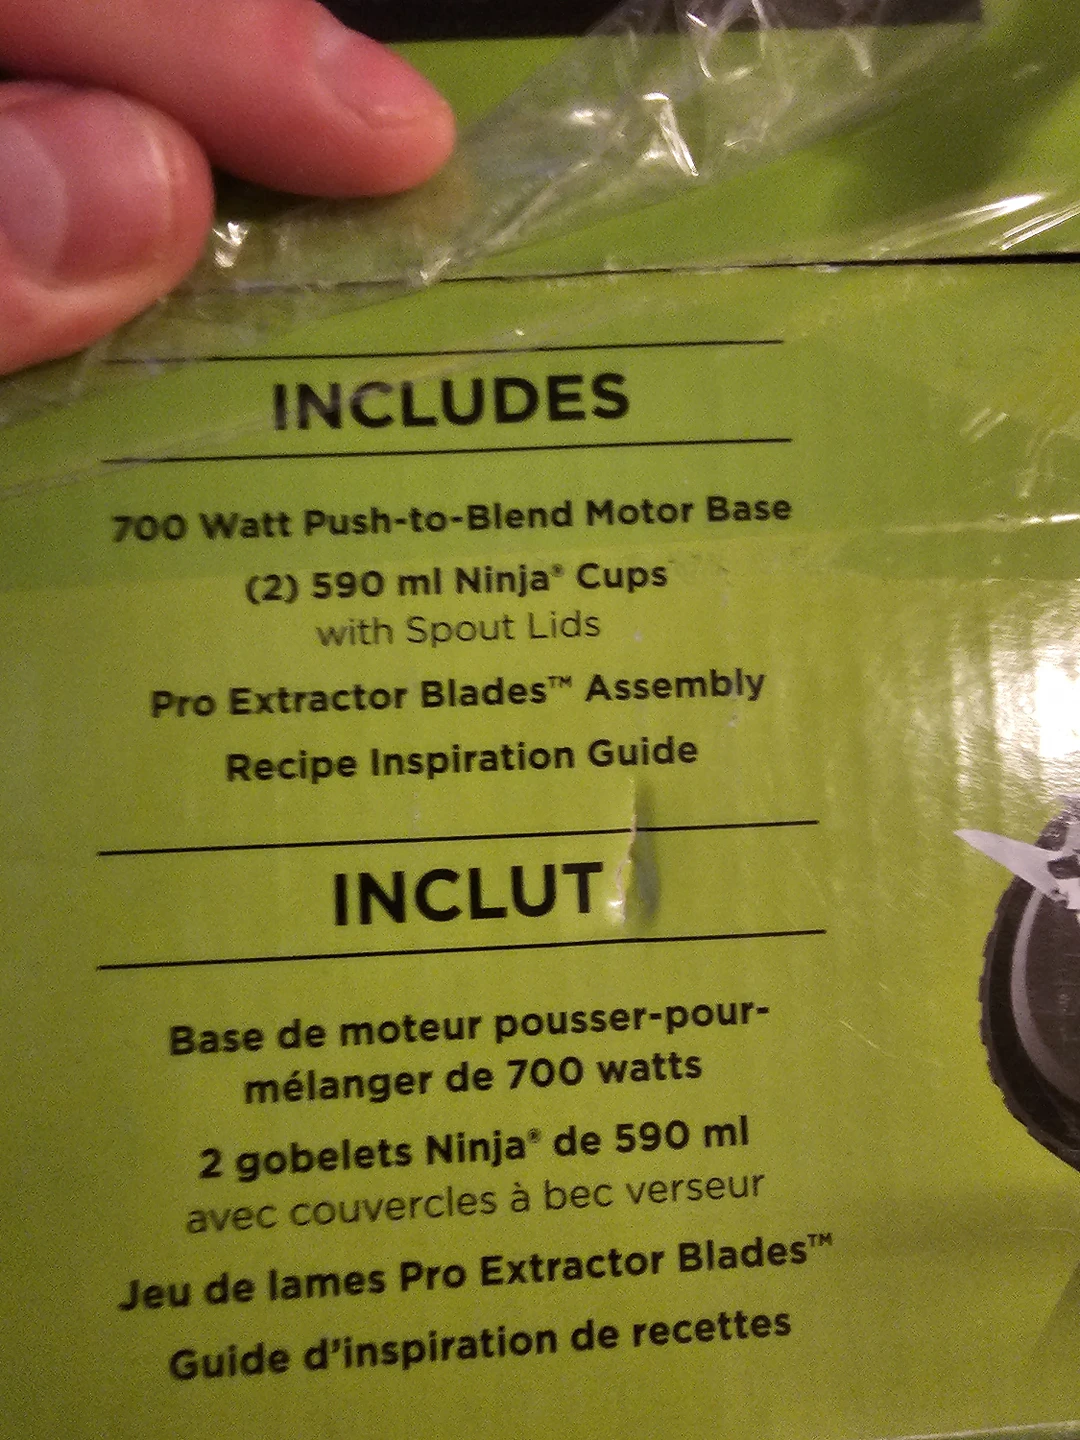 INCLUDES
700 Watt Push-to-Blend Motor Base
(2) 590 ml Ninja® Cups
with Spout Lids
Pro Extractor Blades™ Assembly
Recipe Inspiration Guide
INCLUT
Base de moteur pousser-pour-
mélanger de 700 watts
2 gobelets Ninja® de 590 ml
avec couvercles à bec verseur
Jeu de lames Pro Extractor Blades™
Guide d'inspiration de recettes